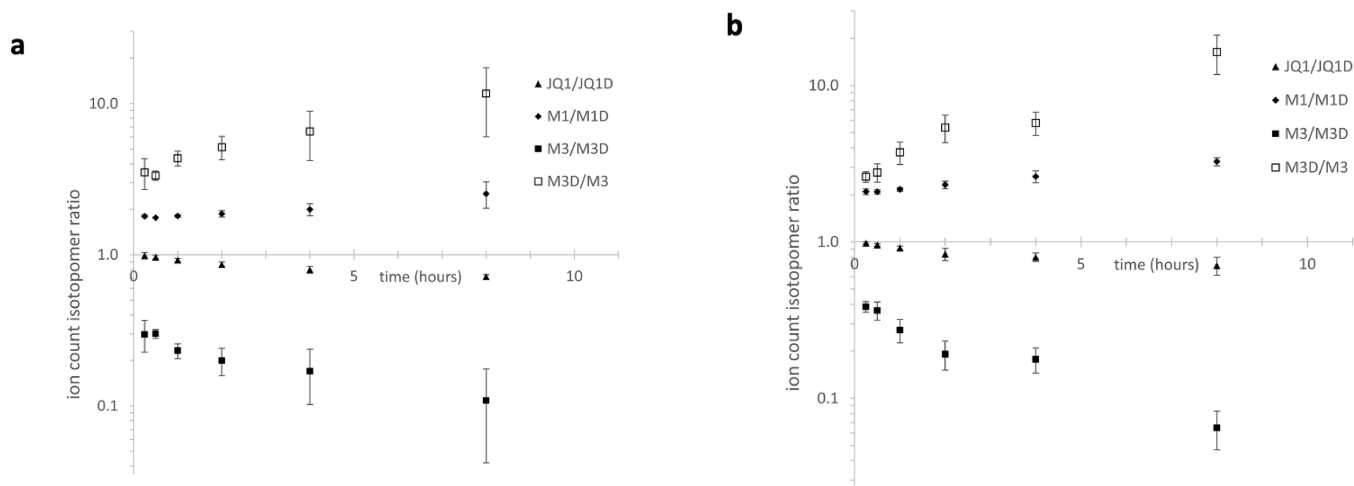 a
ion count isotopomer ratio
10.0
1.0
0.1
0
5
10
time (hours)
JQ1/JQ1D
M1/M1D
M3/M3D
M3D/M3
b
ion count isotopomer ratio
10.0
1.0
0.1
0
5
10
time (hours)
JQ1/JQ1D
M1/M1D
M3/M3D
M3D/M3